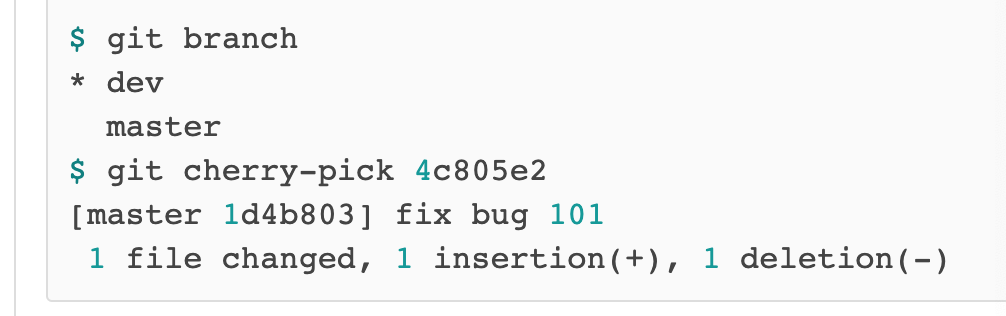 $ git branch
* dev
  master
$ git cherry-pick 4c805e2
[master 1d4b803] fix bug 101
 1 file changed, 1 insertion(+), 1 deletion(-)